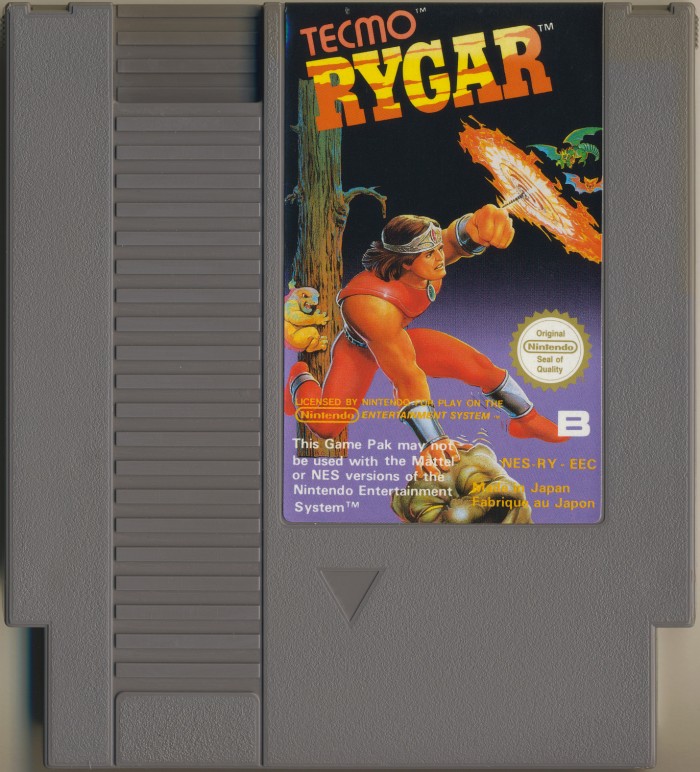 TECMO™
RYGAR™
Original
Nintendo
Seal of
Quality
LICENSED BY NINTENDO FOR PLAY ON THE
Nintendo ENTERTAINMENT SYSTEM™
B
This Game Pak may not
be used with the Mattel
or NES versions of the
Nintendo Entertainment
System™
NES-RY-EEC
Made in Japan
Fabriqué au Japon